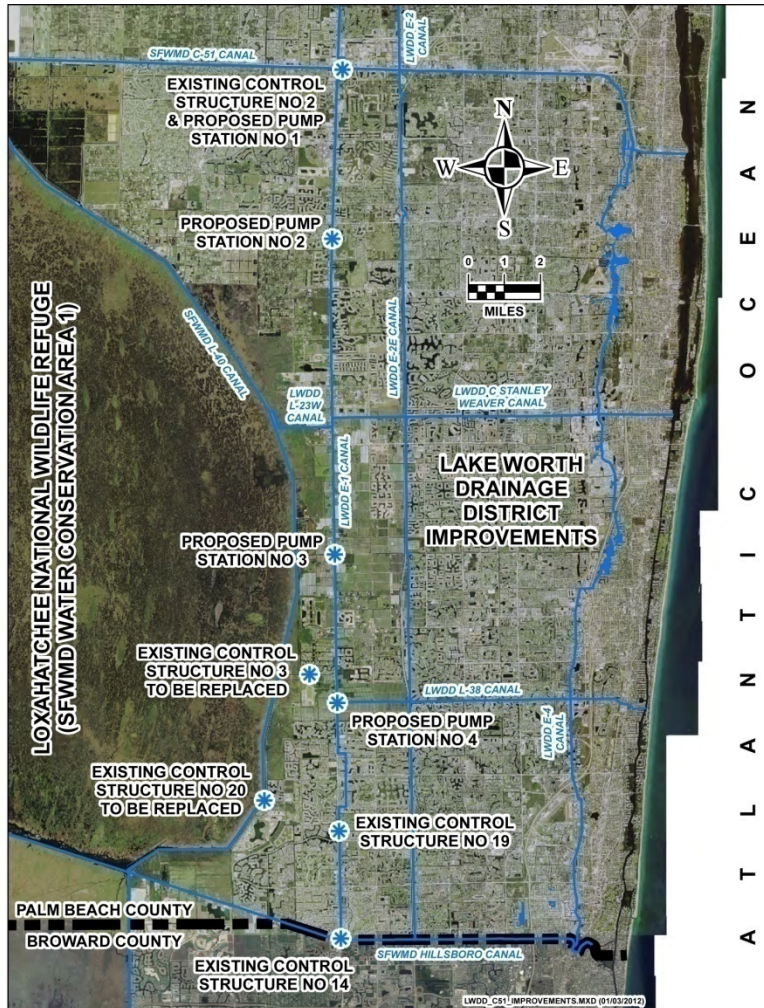 SFWMD C-51 CANAL
LWDD E-2
CANAL
EXISTING CONTROL
STRUCTURE NO 2
& PROPOSED PUMP
STATION NO 1
N
W
E
S
0 1 2
MILES
PROPOSED PUMP
STATION NO 2
LOXAHATCHEE NATIONAL WILDLIFE REFUGE
(SFWMD WATER CONSERVATION AREA 1)
SFWMD L-40 CANAL
LWDD E-2E CANAL
LWDD
L-23W
CANAL
LWDD C STANLEY
WEAVER CANAL
LWDD E-1 CANAL
LAKE WORTH
DRAINAGE
DISTRICT
IMPROVEMENTS
PROPOSED PUMP
STATION NO 3
EXISTING CONTROL
STRUCTURE NO 3
TO BE REPLACED
LWDD L-38 CANAL
PROPOSED PUMP
STATION NO 4
LWDD E-4
CANAL
EXISTING CONTROL
STRUCTURE NO 20
TO BE REPLACED
EXISTING CONTROL
STRUCTURE NO 19
PALM BEACH COUNTY
BROWARD COUNTY
SFWMD HILLSBORO CANAL
EXISTING CONTROL
STRUCTURE NO 14
LWDD_C51_IMPROVEMENTS.MXD (01/03/2012)
ATLANTIC OCEAN